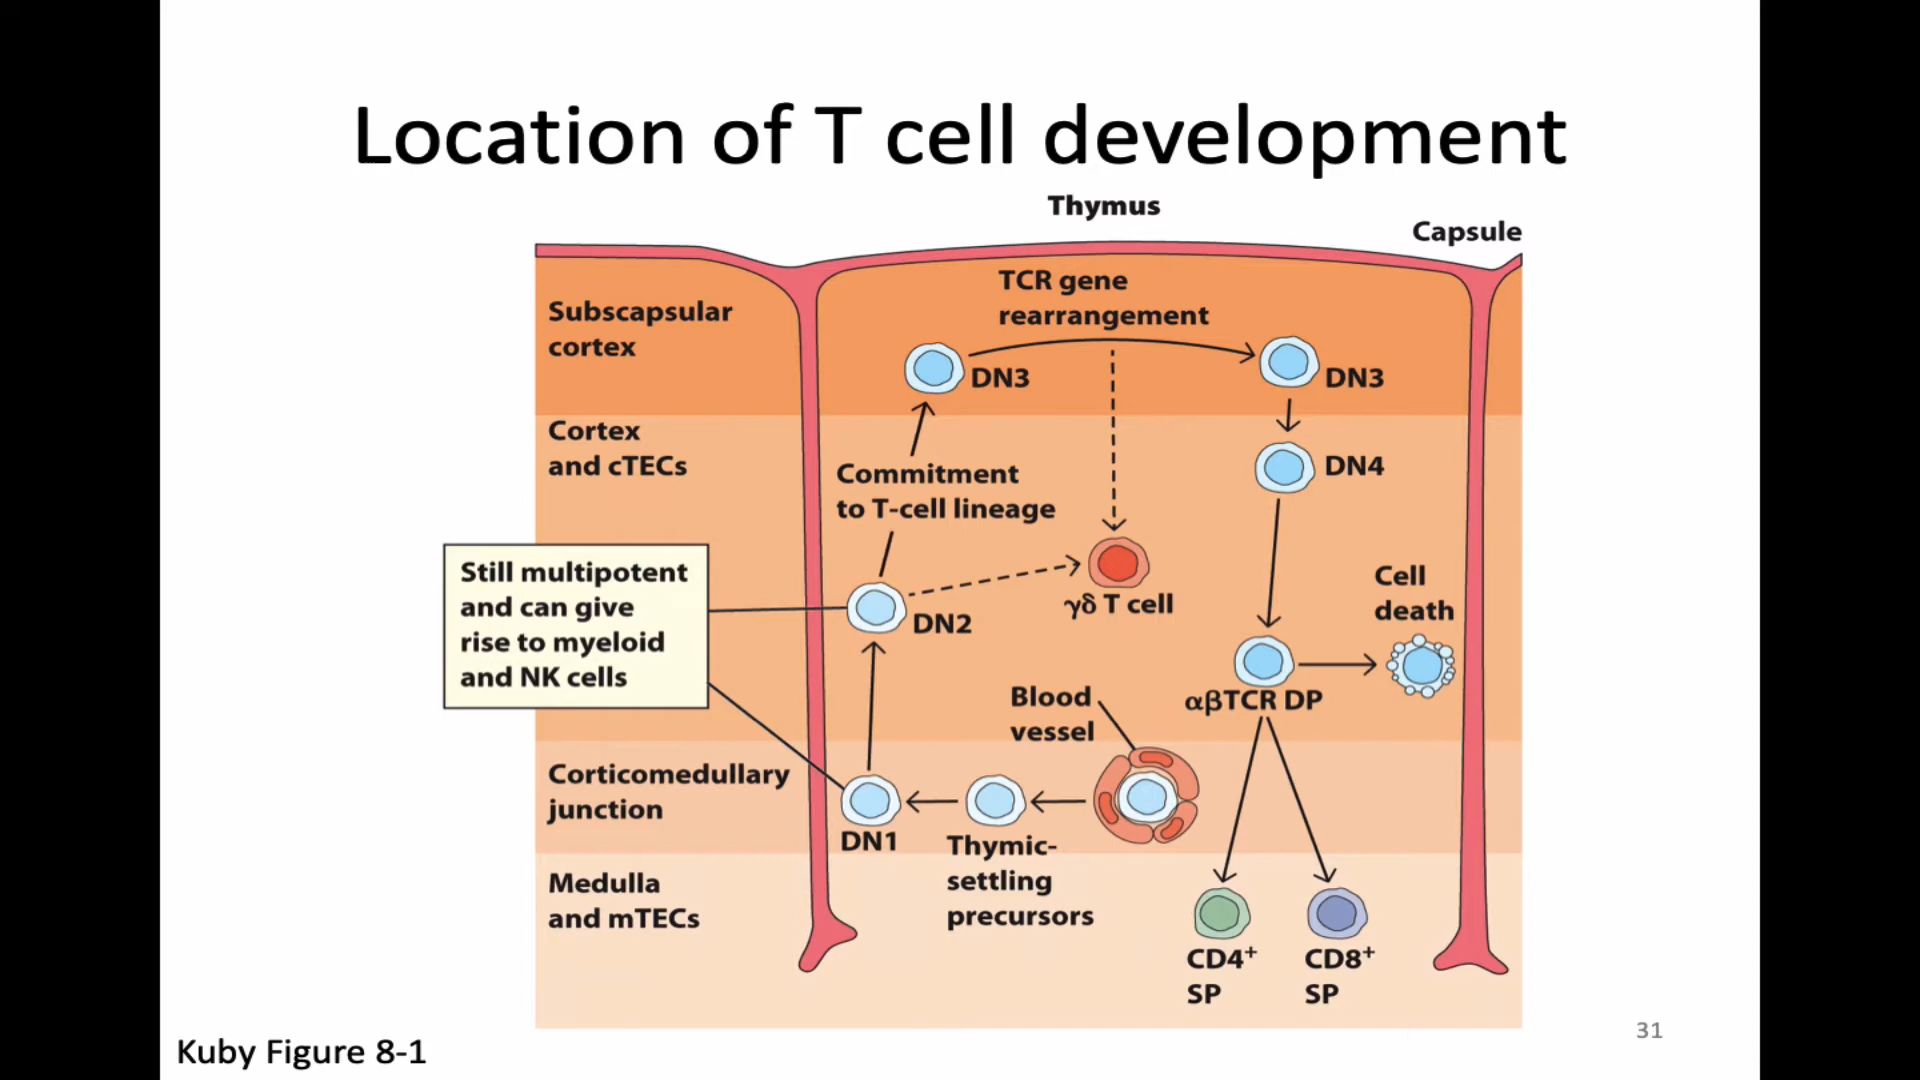 Location of T cell development
Thymus
Capsule
TCR gene
rearrangement
Subscapsular
cortex
DN3
DN3
Cortex
and cTECs
DN4
Commitment
to T-cell lineage
Still multipotent
and can give
rise to myeloid
and NK cells
DN2
γδ T cell
Cell
death
Blood
vessel
αβTCR DP
Corticomedullary
junction
DN1
Thymic-
settling
precursors
Medulla
and mTECs
CD4⁺
SP
CD8⁺
SP
31
Kuby Figure 8-1